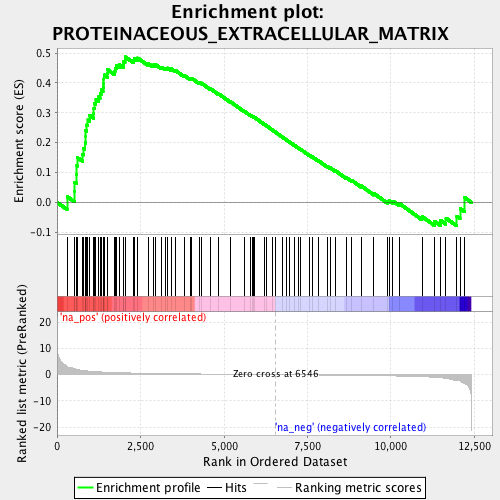 Enrichment plot:
PROTEINACEOUS_EXTRACELLULAR_MATRIX
Enrichment score (ES)
0.5
0.4
0.3
0.2
0.1
0.0
-0.1
'na_pos' (positively correlated)
Ranked list metric (PreRanked)
20
10
0
-10
-20
Zero cross at 6546
'na_neg' (negatively correlated)
0
2,500
5,000
7,500
10,000
12,500
Rank in Ordered Dataset
Enrichment profile
Hits
Ranking metric scores